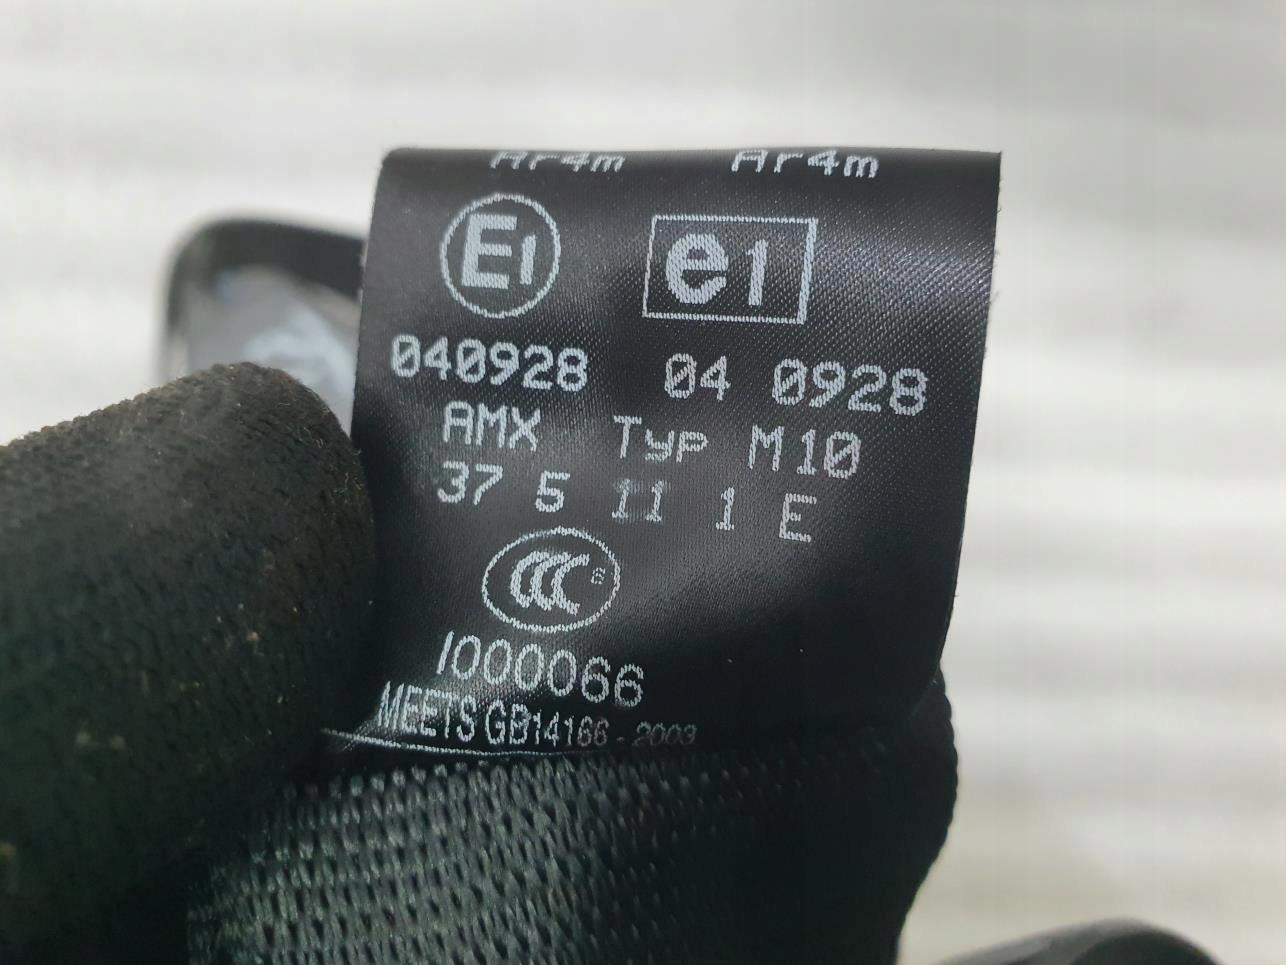 Ar4m Ar4m
E1 e1
040928 04 0928
AMX Typ M10
37 5 11 1 E
CCC S
1000066
MEETS GB14166-2003